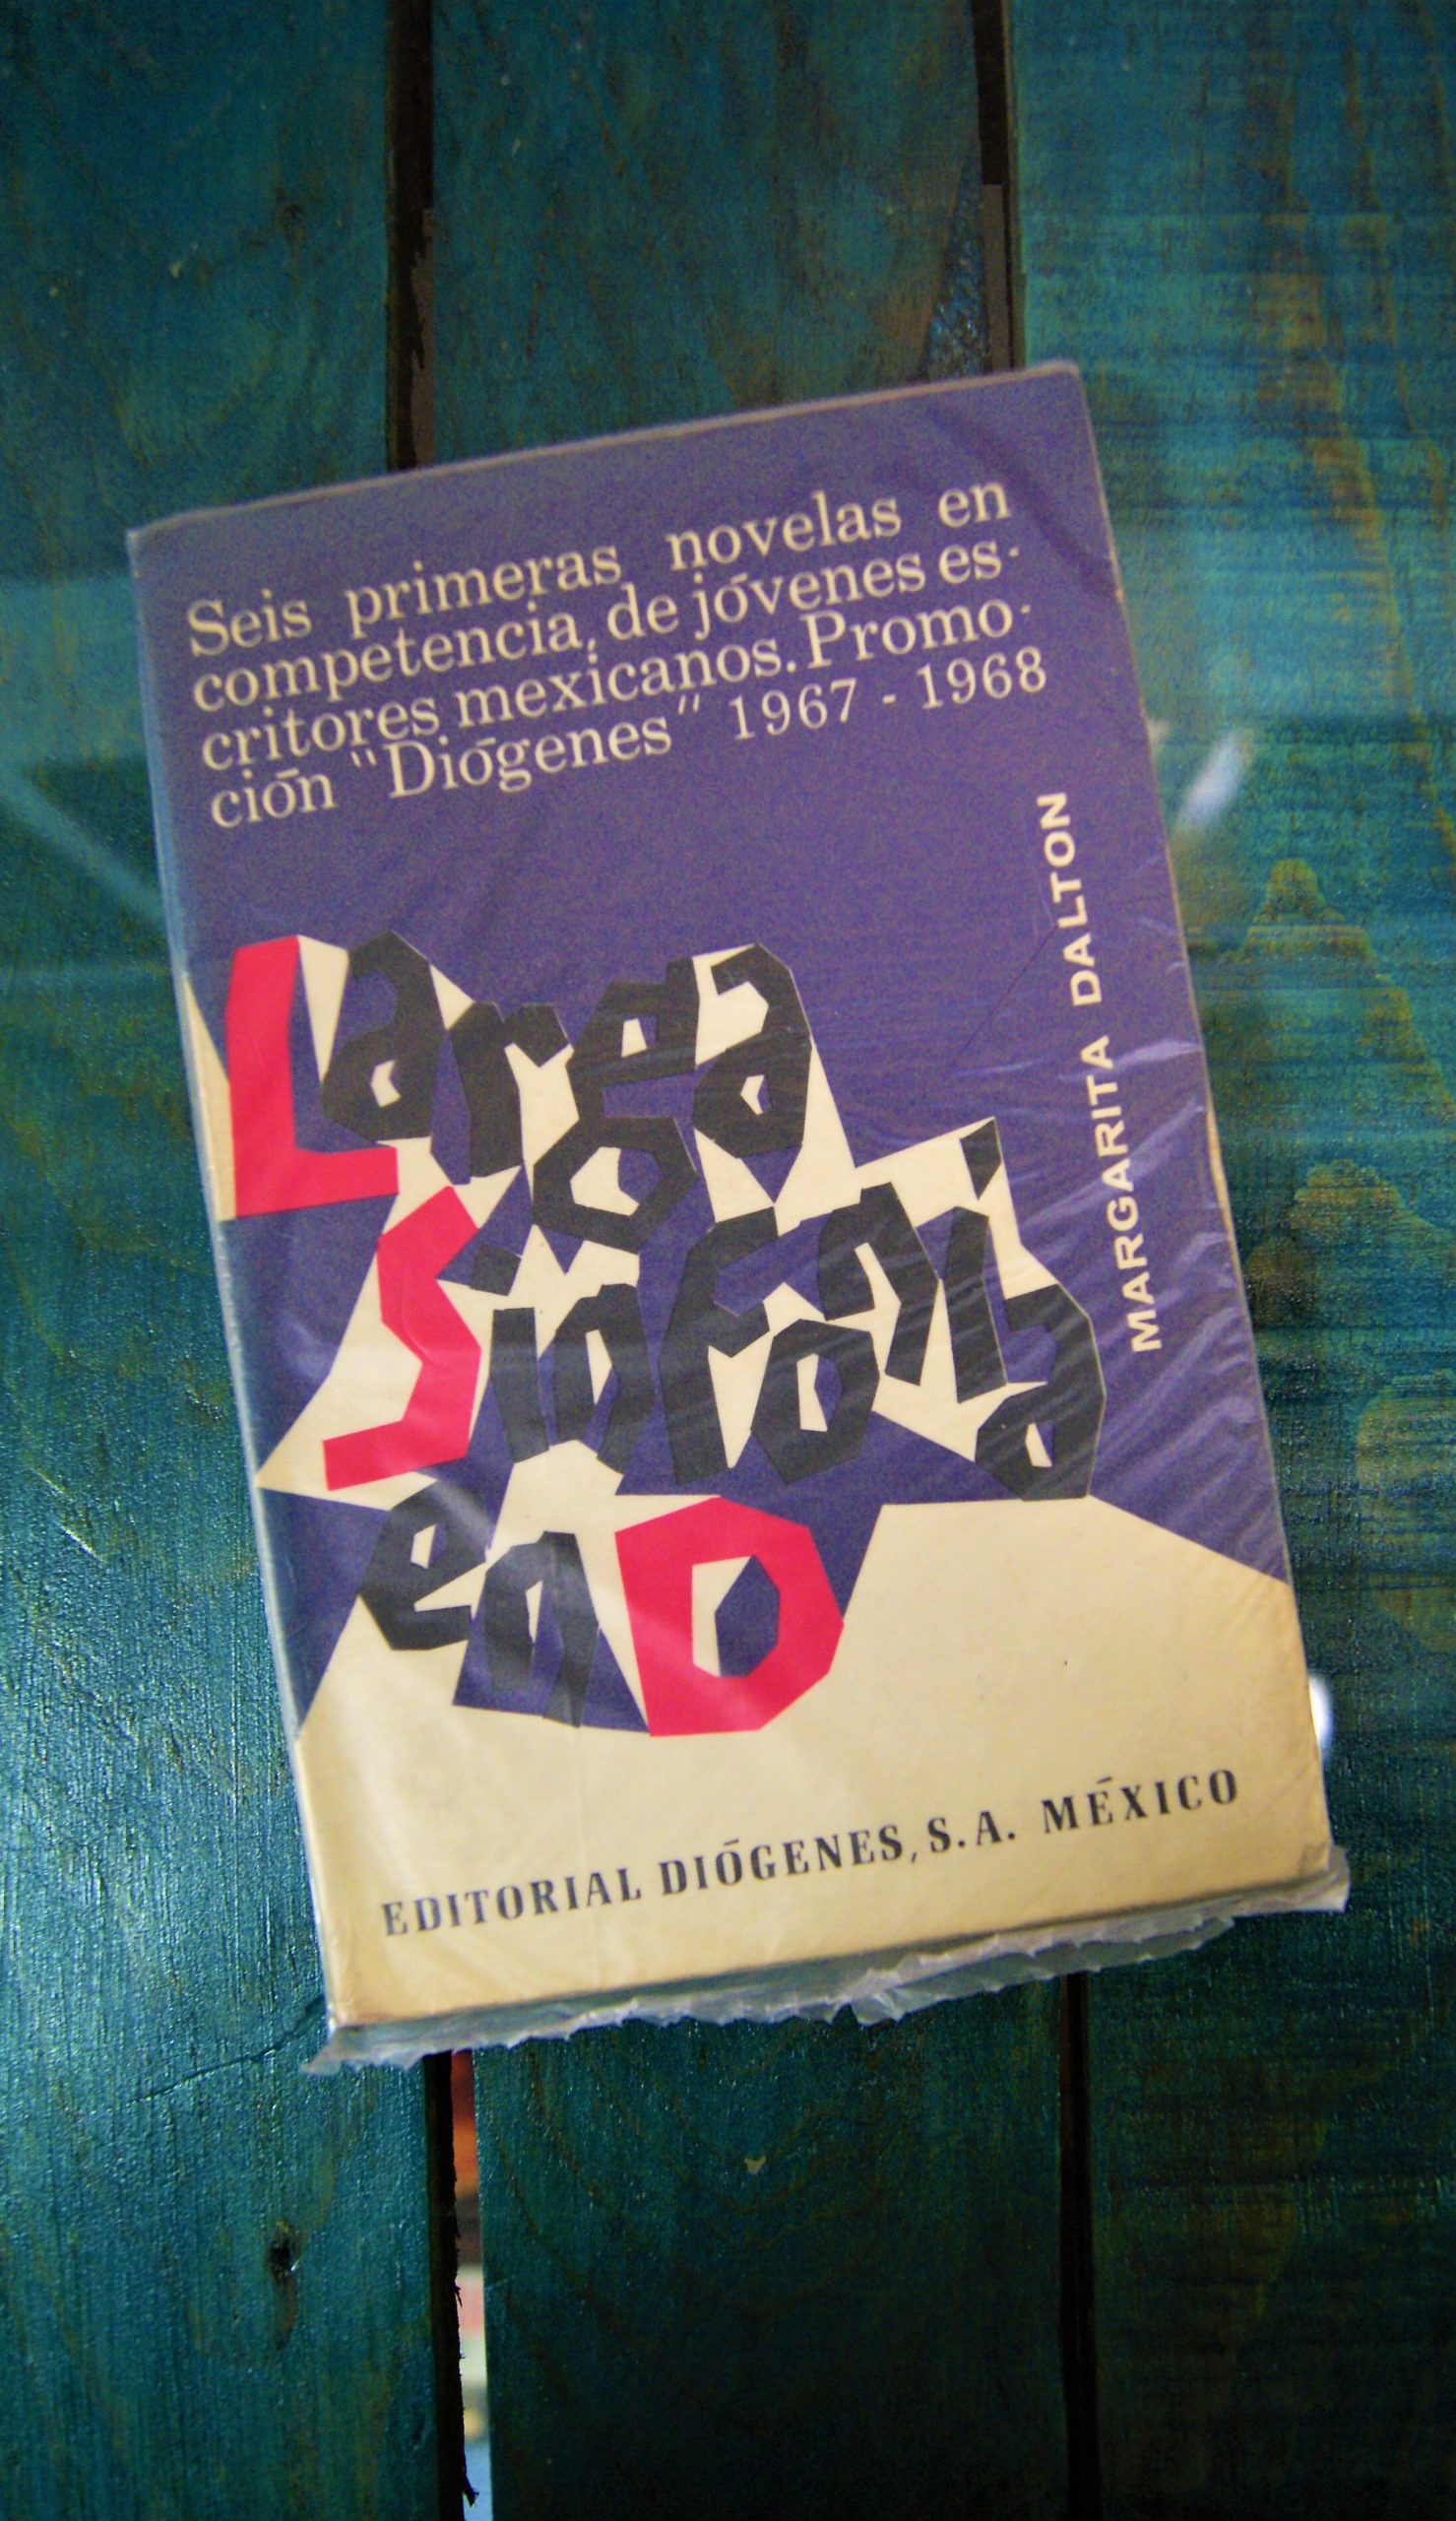 Seis primeras novelas en
competencia, de jóvenes es-
critores mexicanos. Promo-
ción "Diógenes" 1967 - 1968
MARGARITA DALTON
Larga
Sinfonía
en D
EDITORIAL DIÓGENES, S.A. MÉXICO